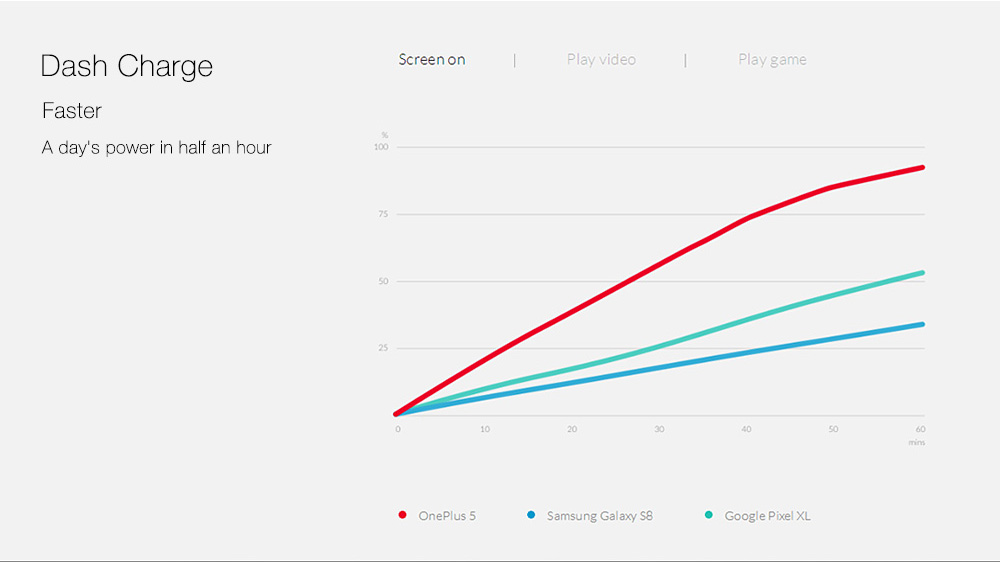 Dash Charge
Faster
A day's power in half an hour
Screen on | Play video | Play game
%
100
75
50
25
0 10 20 30 40 50 60
mins
OnePlus 5 Samsung Galaxy S8 Google Pixel XL